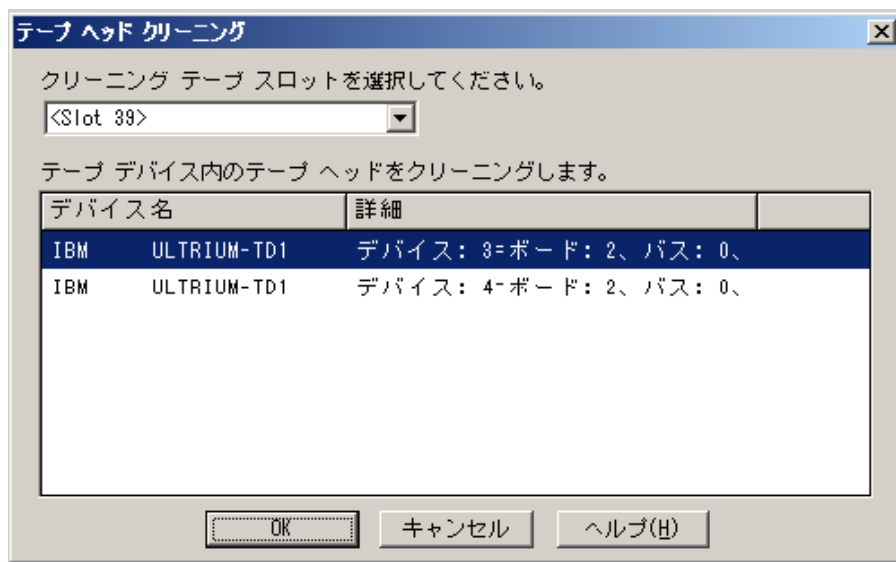 テープ ヘッド クリーニング
クリーニング テープ スロットを選択してください。
<Slot 39>
テープ デバイス内のテープ ヘッドをクリーニングします。
デバイス名 詳細
IBM ULTRIUM-TD1 デバイス: 3=ボード: 2、バス: 0、
IBM ULTRIUM-TD1 デバイス: 4=ボード: 2、バス: 0、
OK キャンセル ヘルプ(H)